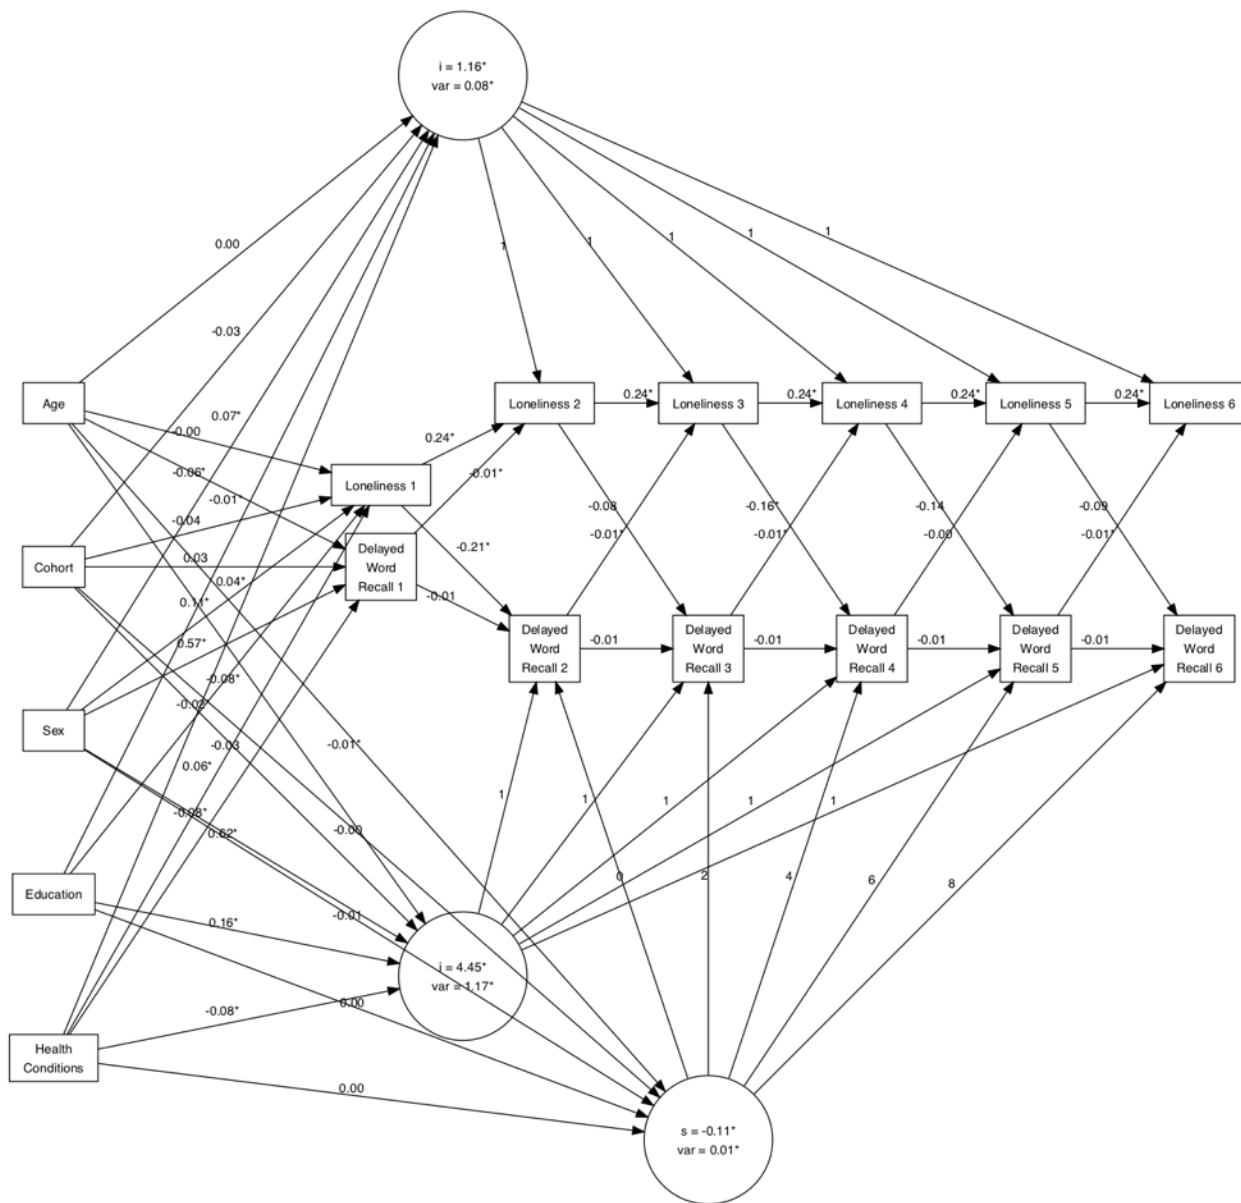 i = 1.16*
var = 0.08*
0.00
1
1
1
1
1
-0.03
Age
Loneliness 2
0.24*
Loneliness 3
0.24*
Loneliness 4
0.24*
Loneliness 5
0.24*
Loneliness 6
0.07*
-0.00
0.24*
-0.06*
-0.01*
Loneliness 1
-0.01*
-0.04
-0.08
-0.01*
-0.16*
-0.01*
-0.14
-0.00
-0.09
-0.01*
Cohort
0.03
Delayed
Word
Recall 1
-0.21*
0.04*
0.11*
-0.01
0.57*
Delayed
Word
Recall 2
-0.01
Delayed
Word
Recall 3
-0.01
Delayed
Word
Recall 4
-0.01
Delayed
Word
Recall 5
-0.01
Delayed
Word
Recall 6
-0.08*
-0.02*
Sex
-0.03
-0.01*
0.06*
1
1
1
1
1
-0.08*
0.62*
-0.00
Education
0
2
4
6
8
0.16*
-0.01
i = 4.45*
var = 1.17*
-0.08*
0.00
Health
Conditions
0.00
s = -0.11*
var = 0.01*